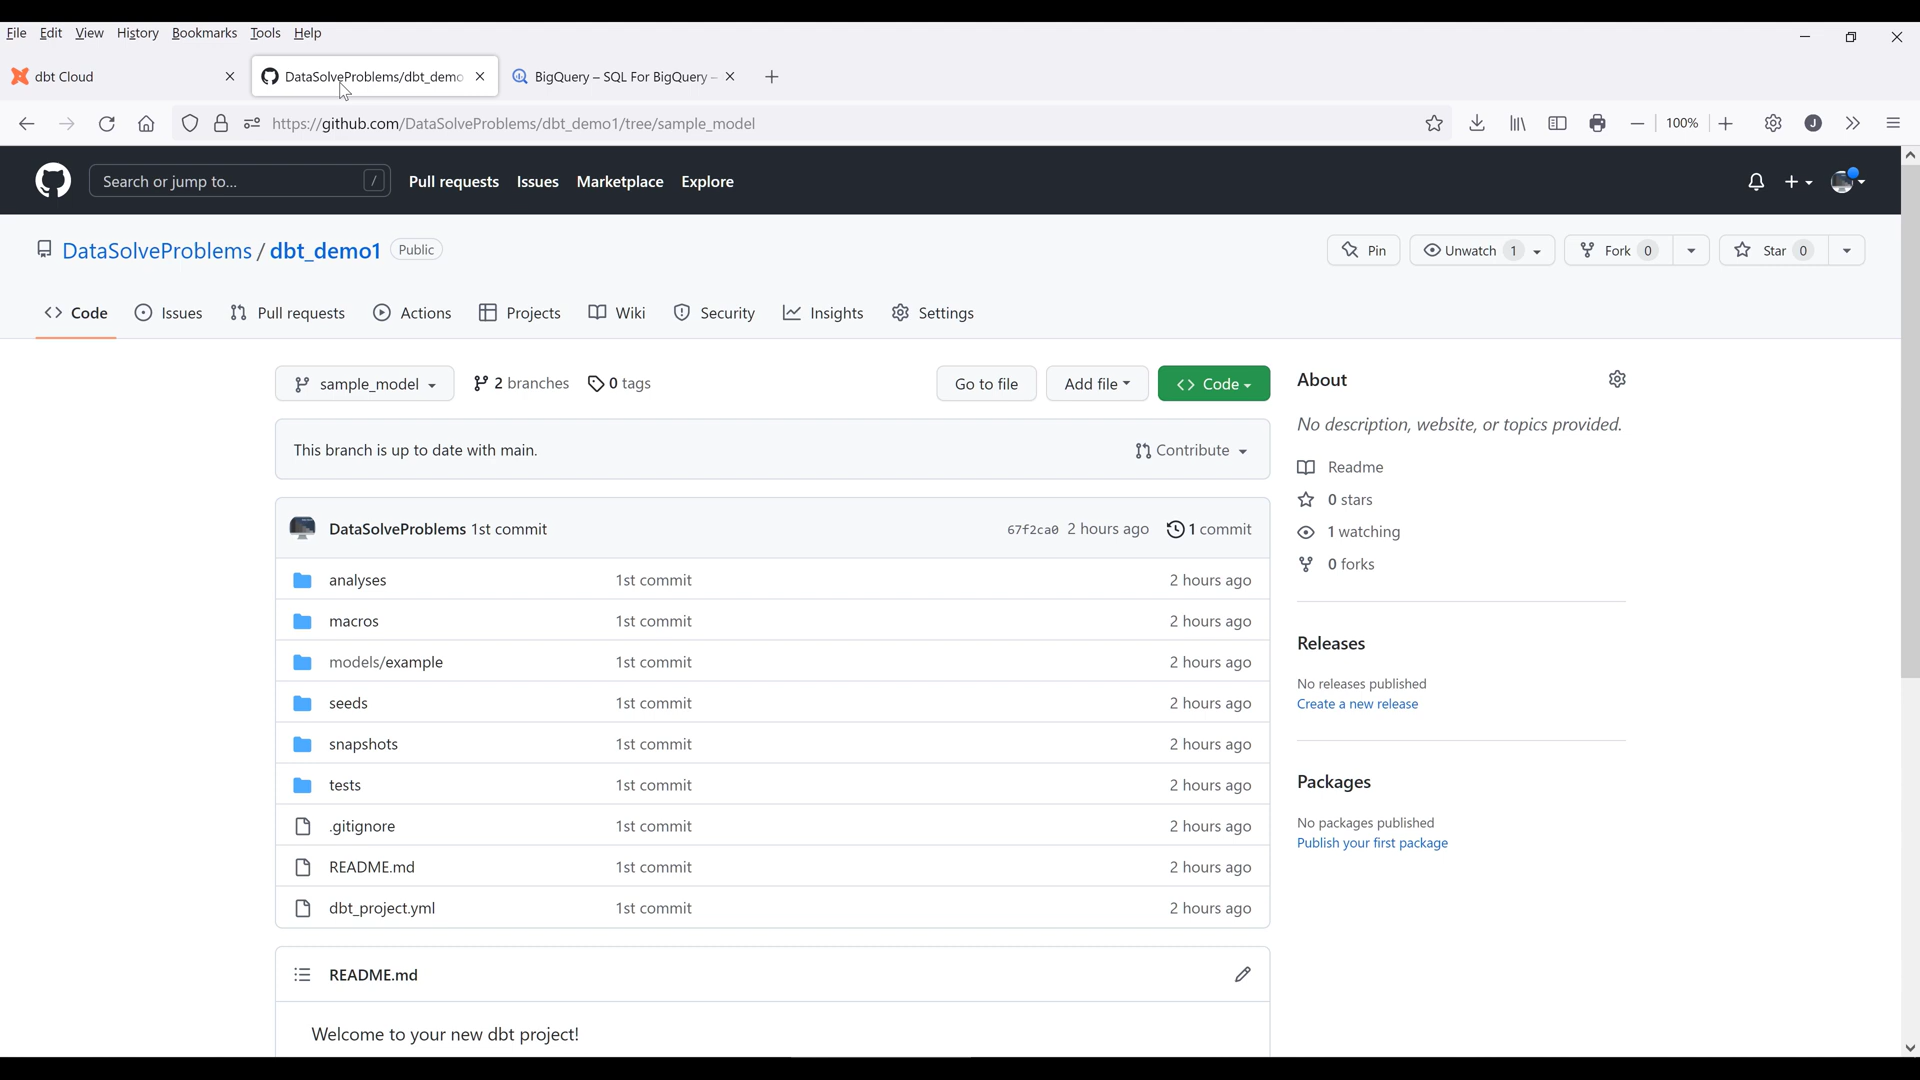 File Edit View History Bookmarks Tools Help
dbt Cloud
DataSolveProblems/dbt_demo
BigQuery – SQL For BigQuery –
https://github.com/DataSolveProblems/dbt_demo1/tree/sample_model
100%
J
Search or jump to... /
Pull requests Issues Marketplace Explore
DataSolveProblems / dbt_demo1 Public
Pin
Unwatch 1
Fork 0
Star 0
Code Issues Pull requests Actions Projects Wiki Security Insights Settings
sample_model 2 branches 0 tags
Go to file Add file Code
This branch is up to date with main.
Contribute
DataSolveProblems 1st commit 67f2ca0 2 hours ago 1 commit
analyses 1st commit 2 hours ago
macros 1st commit 2 hours ago
models/example 1st commit 2 hours ago
seeds 1st commit 2 hours ago
snapshots 1st commit 2 hours ago
tests 1st commit 2 hours ago
.gitignore 1st commit 2 hours ago
README.md 1st commit 2 hours ago
dbt_project.yml 1st commit 2 hours ago
README.md
Welcome to your new dbt project!
About
No description, website, or topics provided.
Readme
0 stars
1 watching
0 forks
Releases
No releases published
Create a new release
Packages
No packages published
Publish your first package